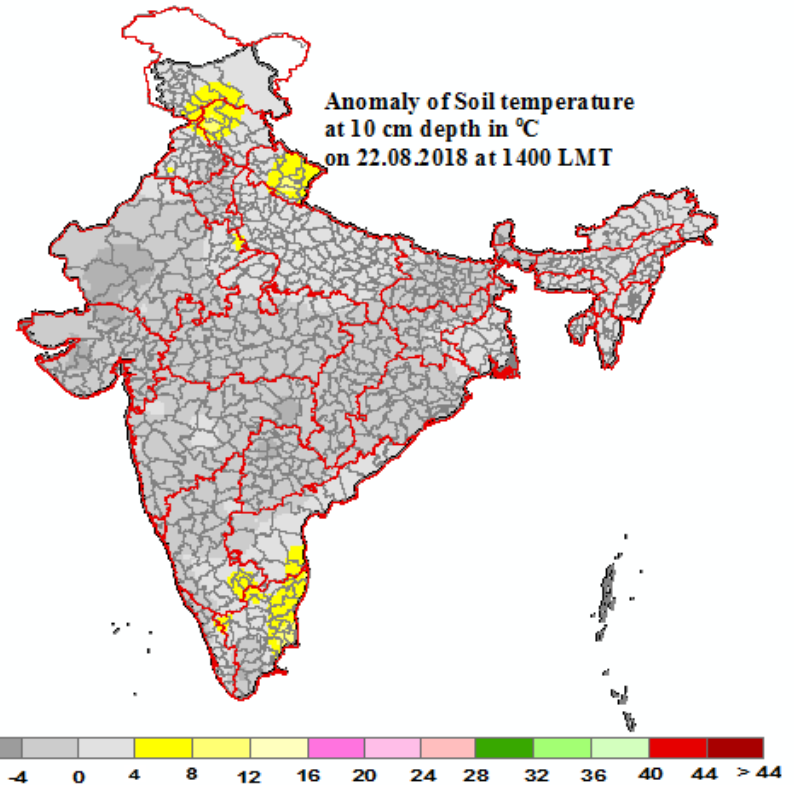 Anomaly of Soil temperature
at 10 cm depth in ⁰C
on 22.08.2018 at 1400 LMT
-4 0 4 8 12 16 20 24 28 32 36 40 44 > 44